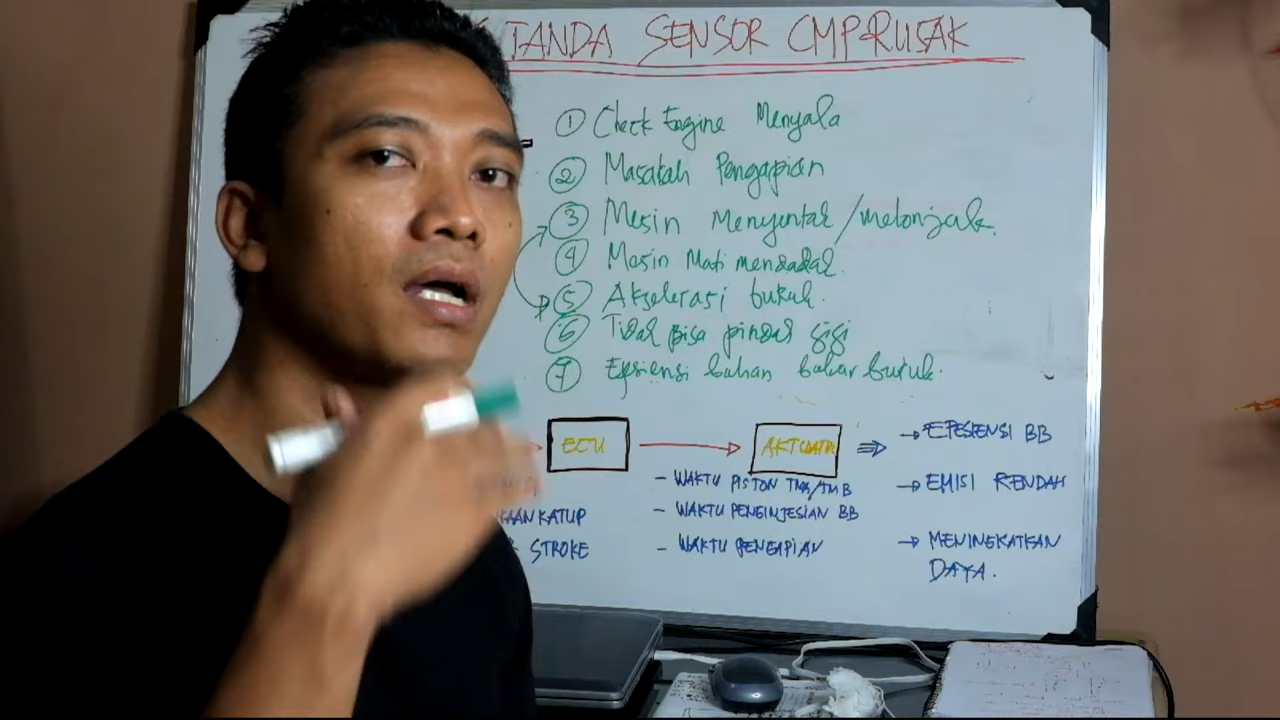 TANDA SENSOR CMP RUSAK
① Check Engine Menyala
② Masalah Pengapian
③ Mesin Menyentak/melonjak.
④ Mesin Mati mendadak.
⑤ Akselerasi buruk.
⑥ Tidak Bisa pindah gigi
⑦ Efsiensi bahan bakar buruk.
ECU
AKTUATOR
→ EFESIENSI BB
→ EMISI RENDAH
→ MENINGKATKAN
DAYA.
- WAKTU PISTON TMA/TMB
- WAKTU PENGINJESIAN BB
- WAKTU PENGAPIAN
KATUP
STROKE